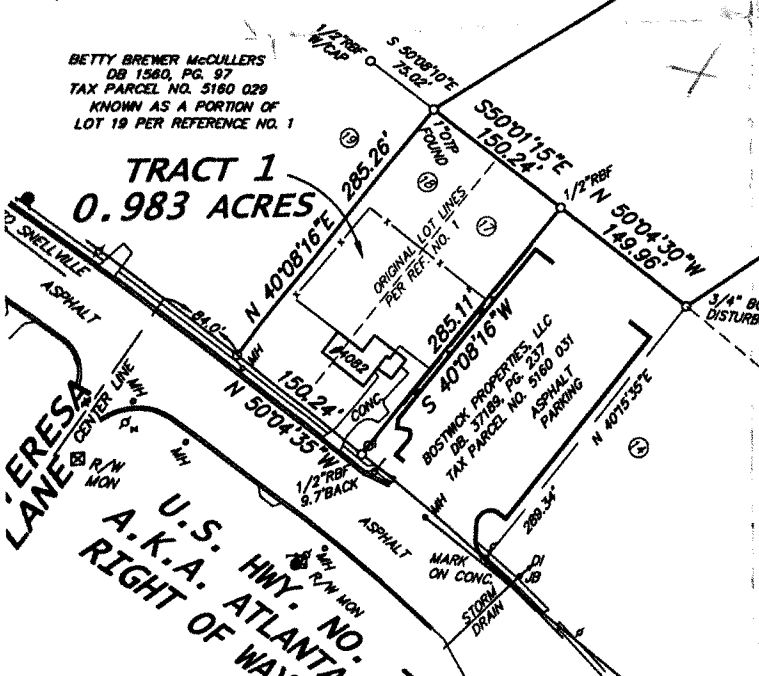 BETTY BREWER McCULLERS
DB 1560, PG. 97
TAX PARCEL NO. 5160 029
KNOWN AS A PORTION OF
LOT 19 PER REFERENCE NO. 1
TRACT 1
0.983 ACRES
1/2"RBF
W/CAP
S 50°08'10"E
75.02'
1"OTP
FOUND
S50°01'15"E
150.24'
1/2"RBF
N 50°04'30"W
149.96'
3/4" BO
DISTURB
19
18
17
14
N 40°08'16"E 285.26'
ORIGINAL LOT LINES
PER REF. NO. 1
285.11'
S 40°08'16"W
BOSTWICK PROPERTIES, LLC
DB. 37189, PG. 237
TAX PARCEL NO. 5160 031
ASPHALT
PARKING
N 40°15'35"E
269.34'
4082
CONC.
TO SNELLVILLE
ASPHALT
84.0'
MH
150.24'
N 50°04'35"W
1/2"RBF
9.7'BACK
CENTER LINE
MH
ERESA
LANE
R/W
MON
MH
U.S. HWY. NO.
A.K.A. ATLANTA
RIGHT OF WAY
MH
R/W MON
ASPHALT
MH
MARK
ON CONC.
DI
JB
STORM
DRAIN